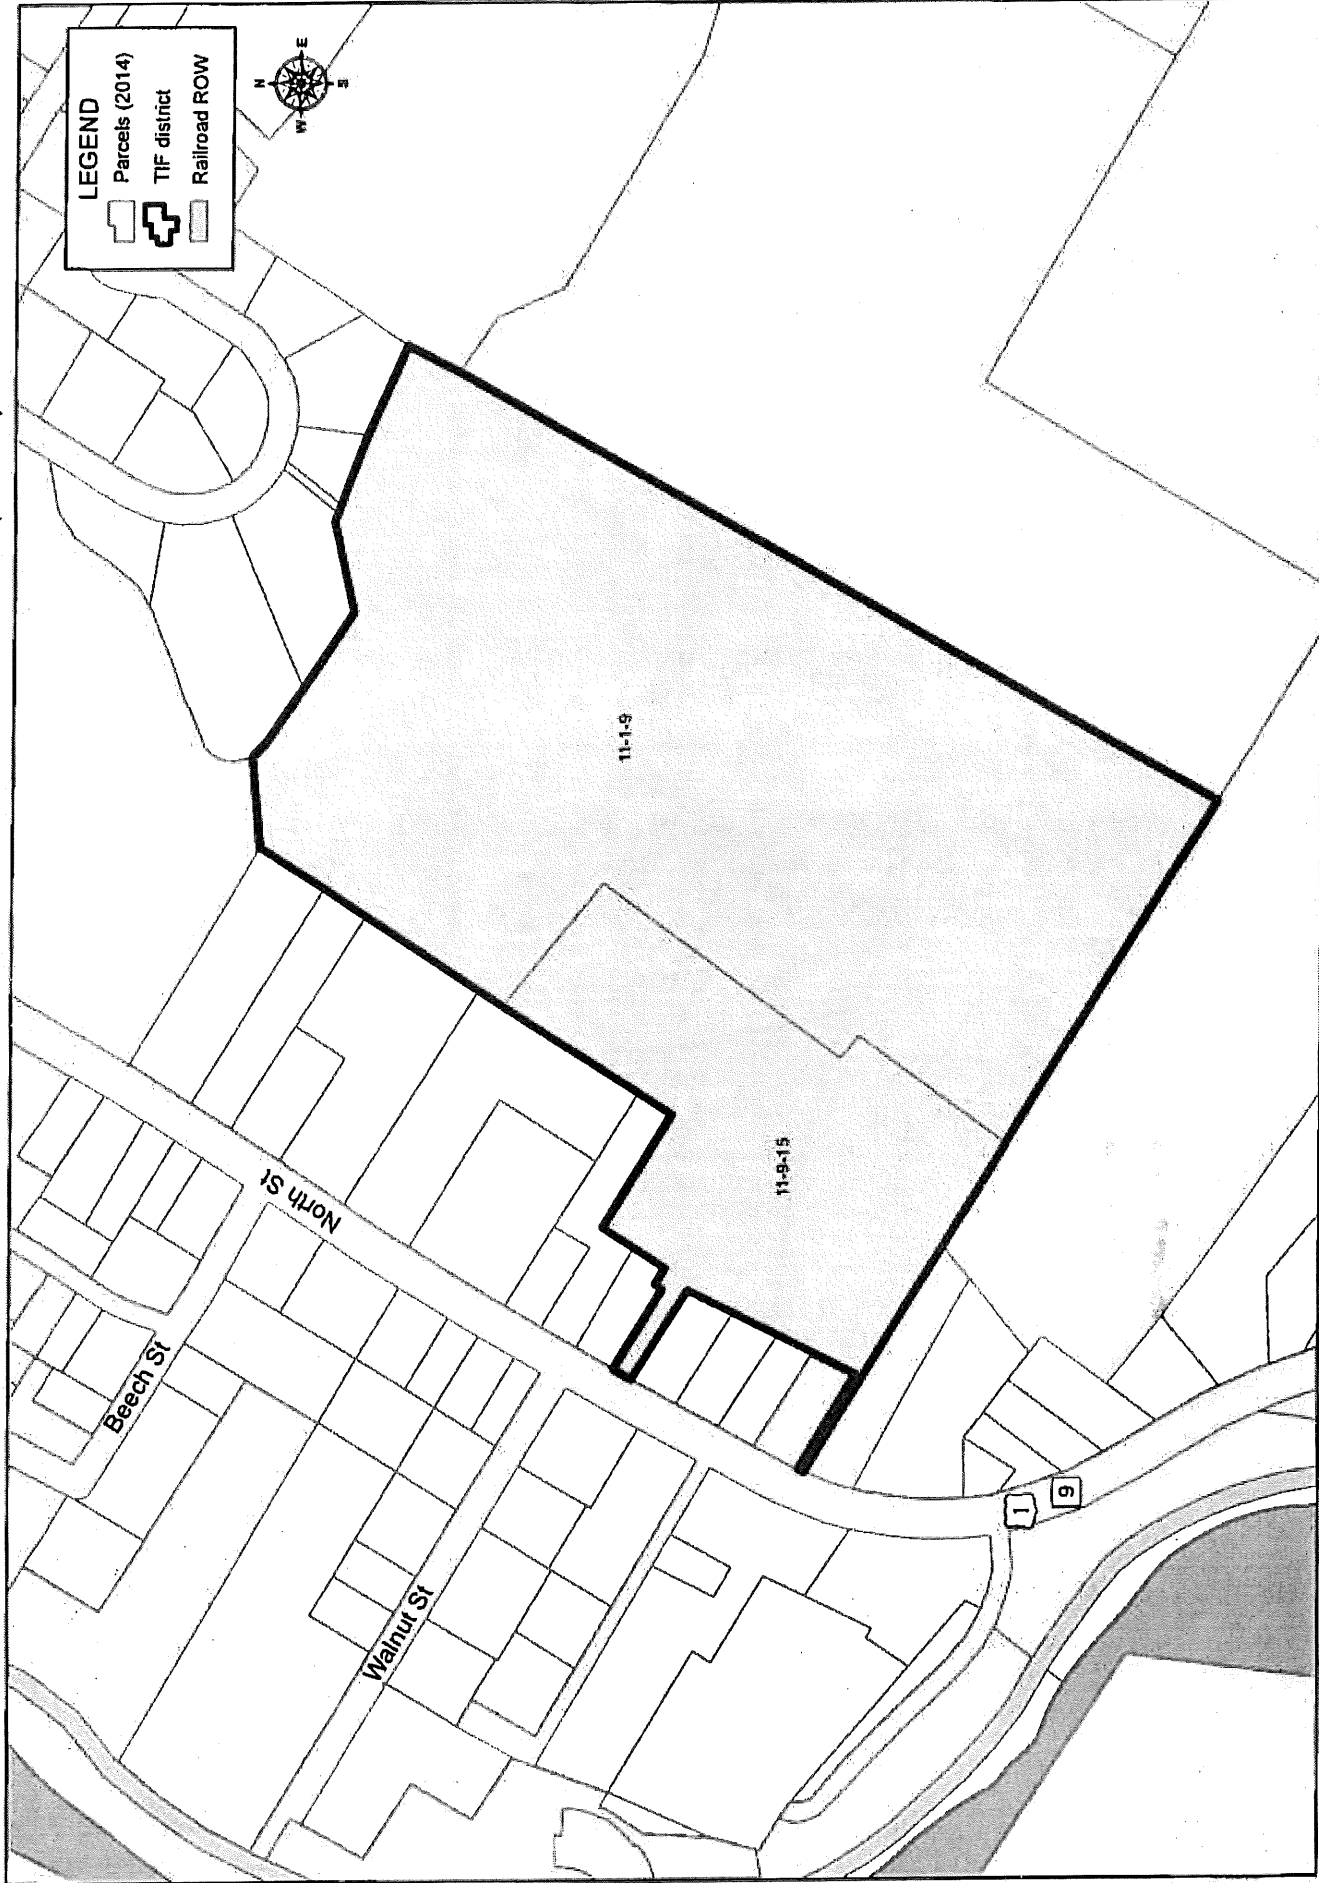 LEGEND
Parcels (2014)
TIF district
Railroad ROW
N
W
E
S
11-1-9
11-9-15
North St
Beech St
Walnut St
1
9